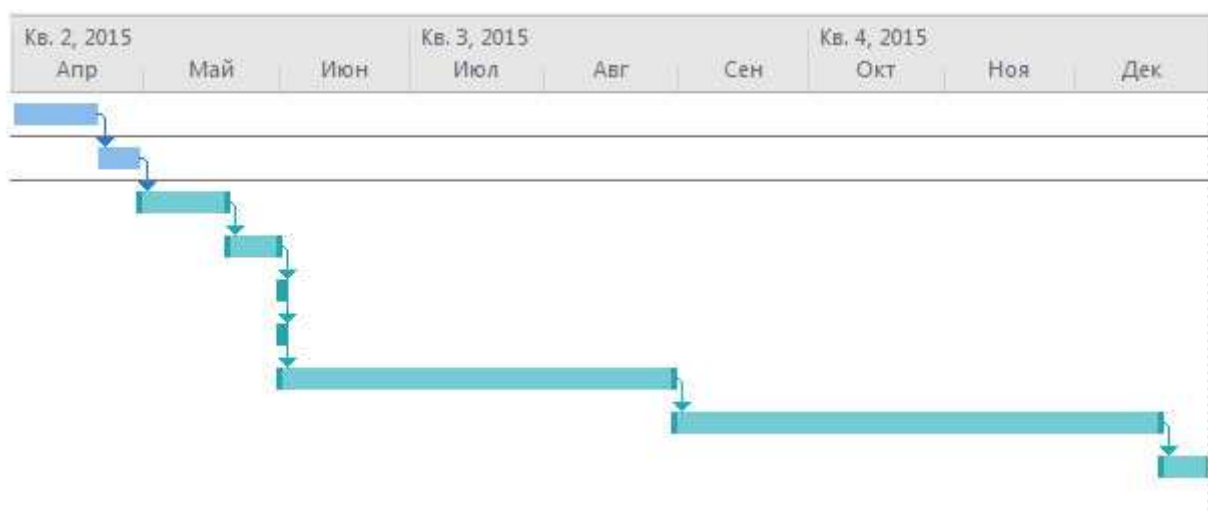 Кв. 2, 2015 Кв. 3, 2015 Кв. 4, 2015
Апр Май Июн Июл Авг Сен Окт Ноя Дек